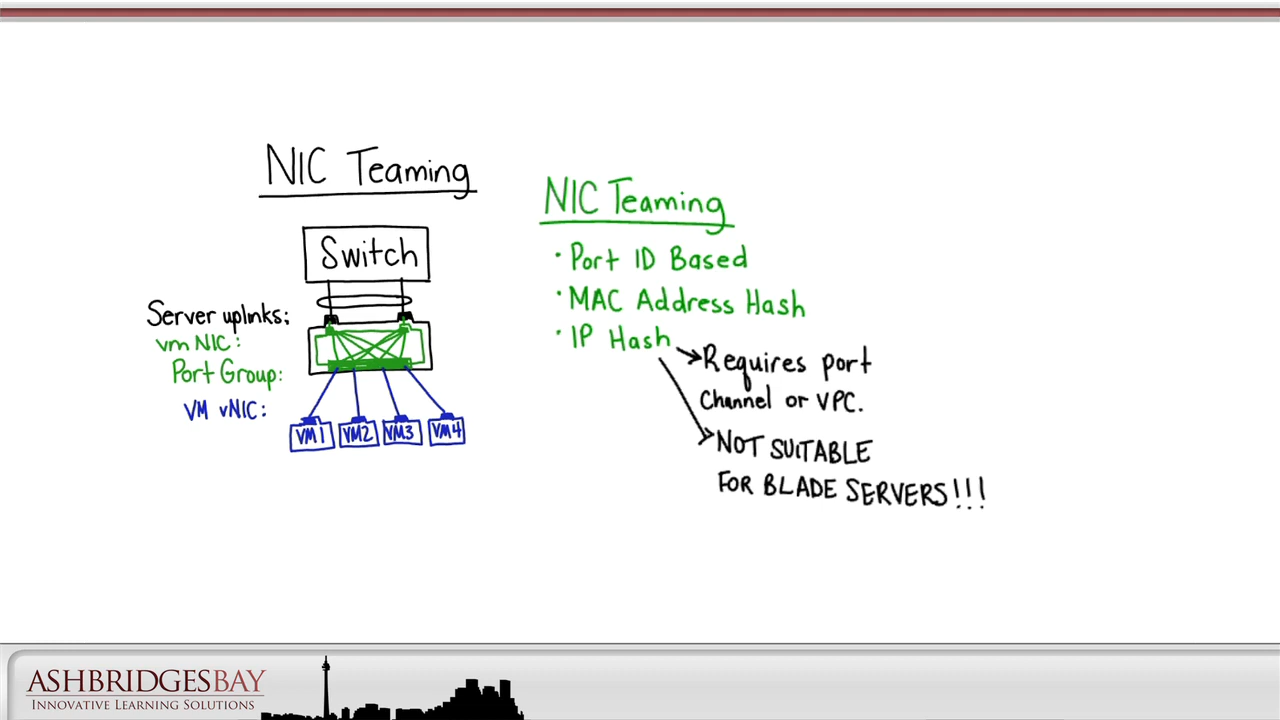 NIC Teaming
Switch
Server uplinks:
vm NIC:
Port Group:
VM vNIC:
VM1 VM2 VM3 VM4
NIC Teaming
· Port ID Based
· MAC Address Hash
· IP Hash
Requires port
Channel or VPC.
NOT SUITABLE
FOR BLADE SERVERS!!!
ASHBRIDGESBAY
INNOVATIVE LEARNING SOLUTIONS